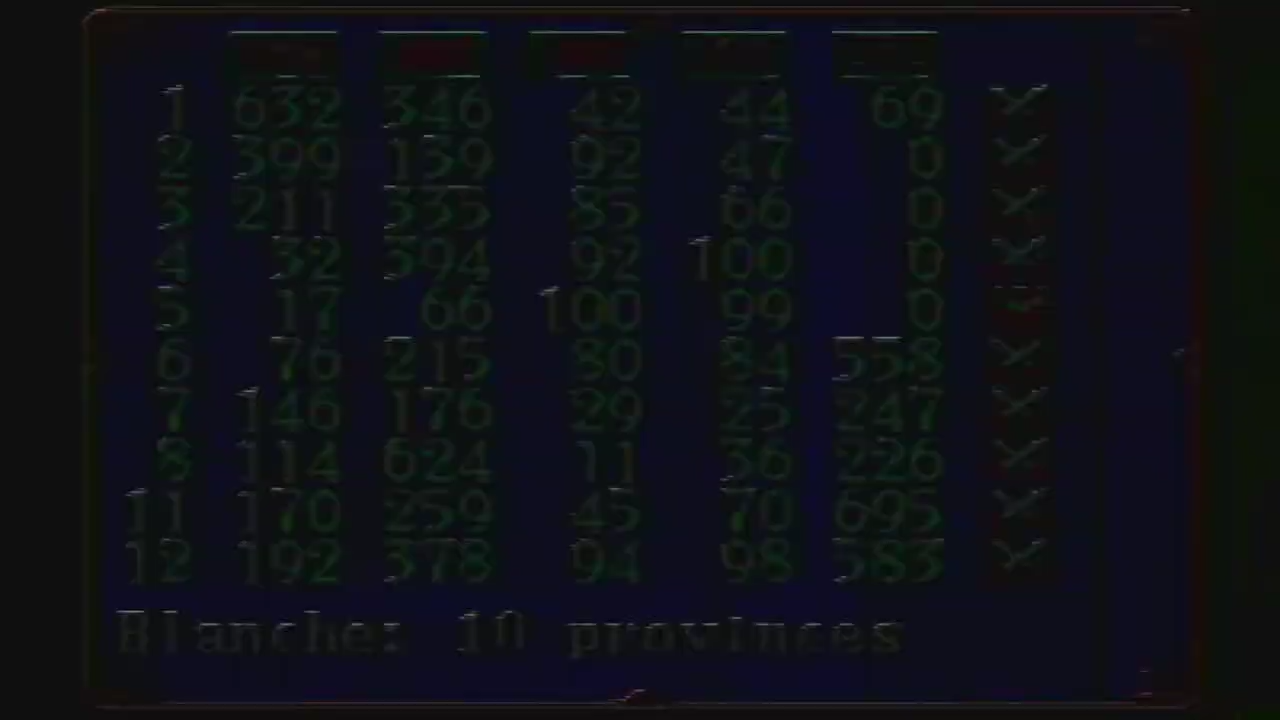 1 632 346 42 44 69
2 399 139 92 47 0
3 211 335 85 66 0
4 32 394 92 100 0
5 17 66 100 99 0
6 76 215 80 84 558
7 146 176 29 25 247
8 114 624 11 36 226
11 170 259 45 70 695
12 192 378 94 98 583
Blanche: 10 provinces